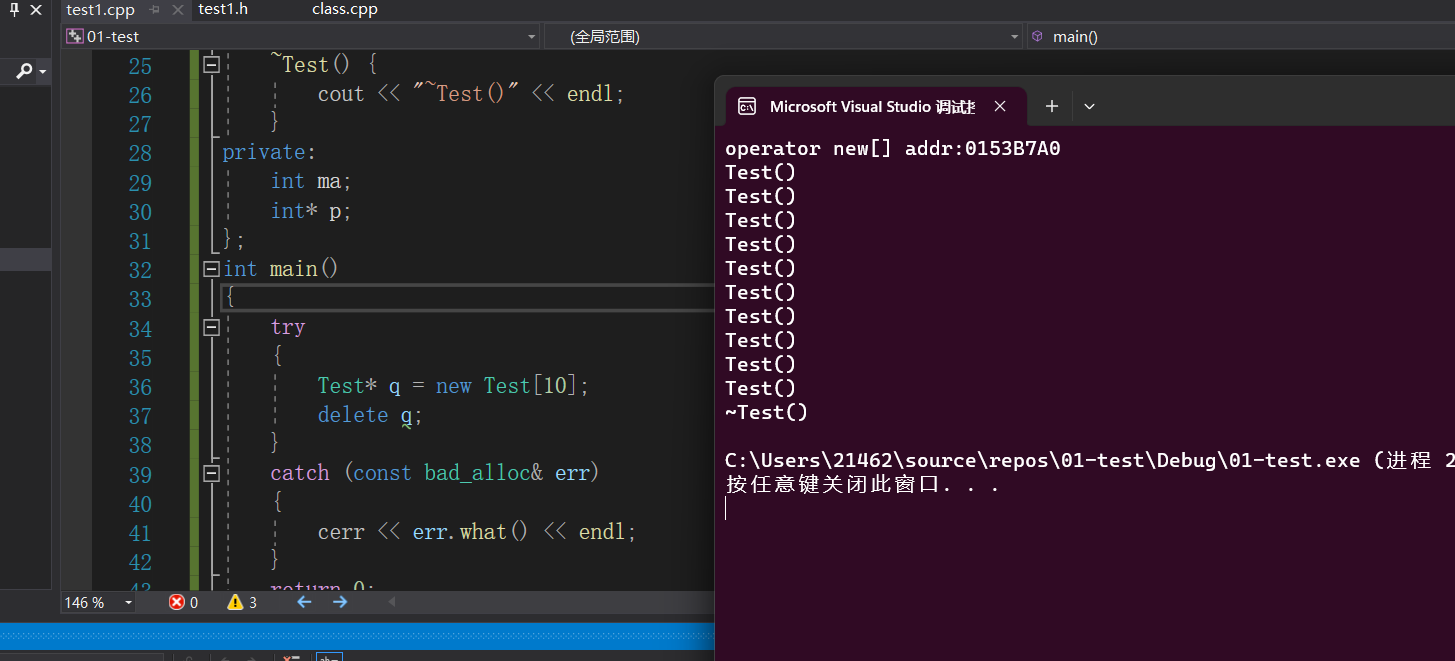 test1.cpp test1.h class.cpp
01-test (全局范围) main()
25 ~Test() {
26 cout << "~Test()" << endl;
27 }
28 private:
29 int ma;
30 int* p;
31 };
32 int main()
33 {
34 try
35 {
36 Test* q = new Test[10];
37 delete q;
38 }
39 catch (const bad_alloc& err)
40 {
41 cerr << err.what() << endl;
42 }
43 return 0;
146 % 0 3
Microsoft Visual Studio 调试
operator new[] addr:0153B7A0
Test()
Test()
Test()
Test()
Test()
Test()
Test()
Test()
Test()
Test()
~Test()
C:\Users\21462\source\repos\01-test\Debug\01-test.exe (进程 2
按任意键关闭此窗口. . .